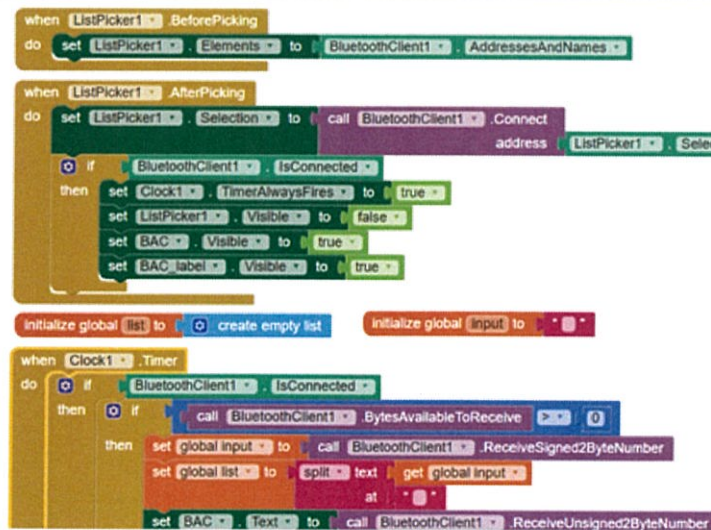 when ListPicker1 .BeforePicking
do set ListPicker1 . Elements to BluetoothClient1 . AddressesAndNames
when ListPicker1 .AfterPicking
do set ListPicker1 . Selection to call BluetoothClient1 .Connect
address ListPicker1 . Selec
if BluetoothClient1 . IsConnected
then set Clock1 . TimerAlwaysFires to true
set ListPicker1 . Visible to false
set BAC . Visible to true
set BAC_label . Visible to true
initialize global list to create empty list initialize global input to " "
when Clock1 .Timer
do if BluetoothClient1 . IsConnected
then if call BluetoothClient1 .BytesAvailableToReceive > 0
then set global input to call BluetoothClient1 .ReceiveSigned2ByteNumber
set global list to split text get global input
at " "
set BAC . Text to call BluetoothClient1 .ReceiveUnsigned2ByteNumber